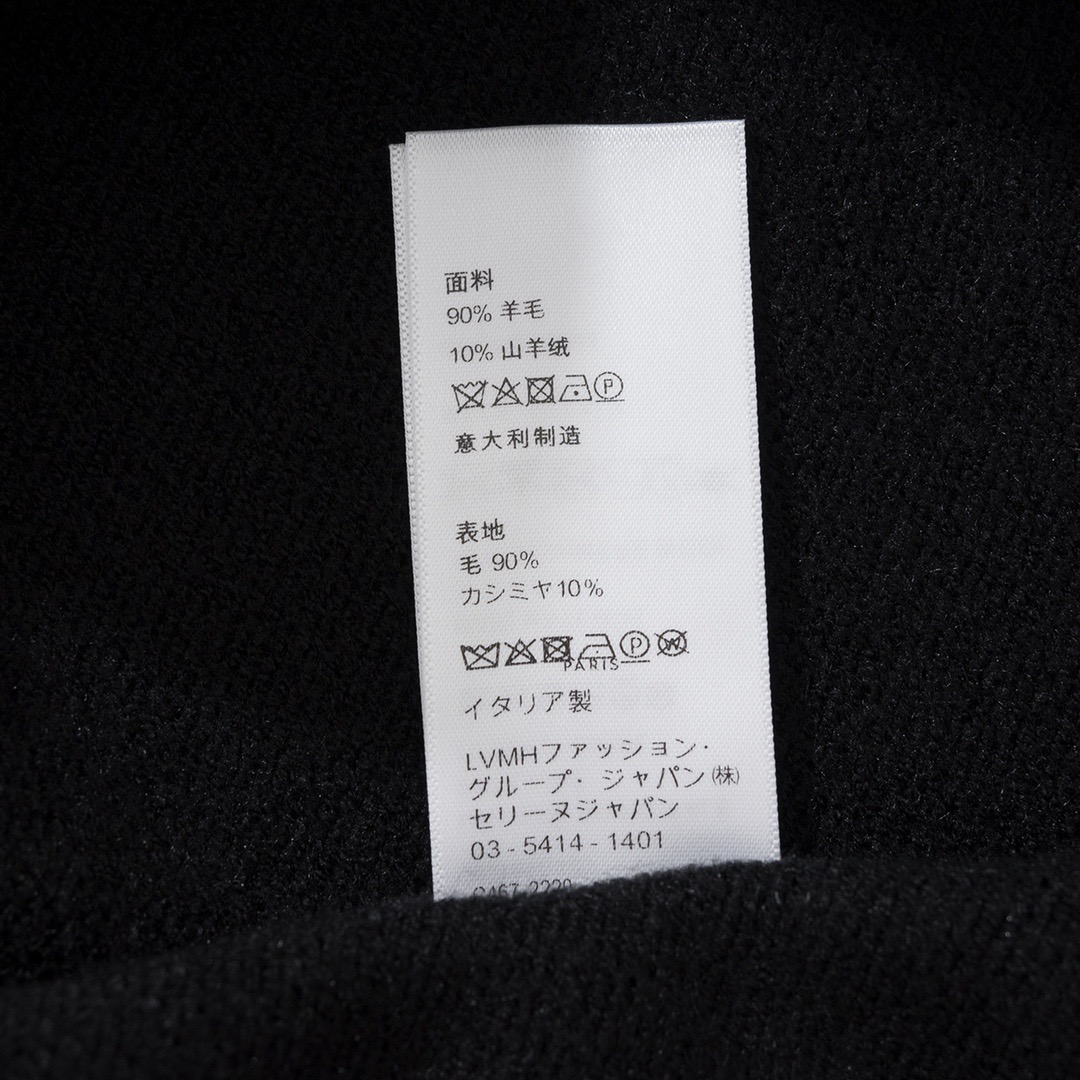 面料
90% 羊毛
10% 山羊绒
意大利制造
表地
毛 90%
カシミヤ10%
PARIS
イタリア製
LVMHファッション・
グループ・ジャパン㈱
セリーヌジャパン
03 - 5414 - 1401